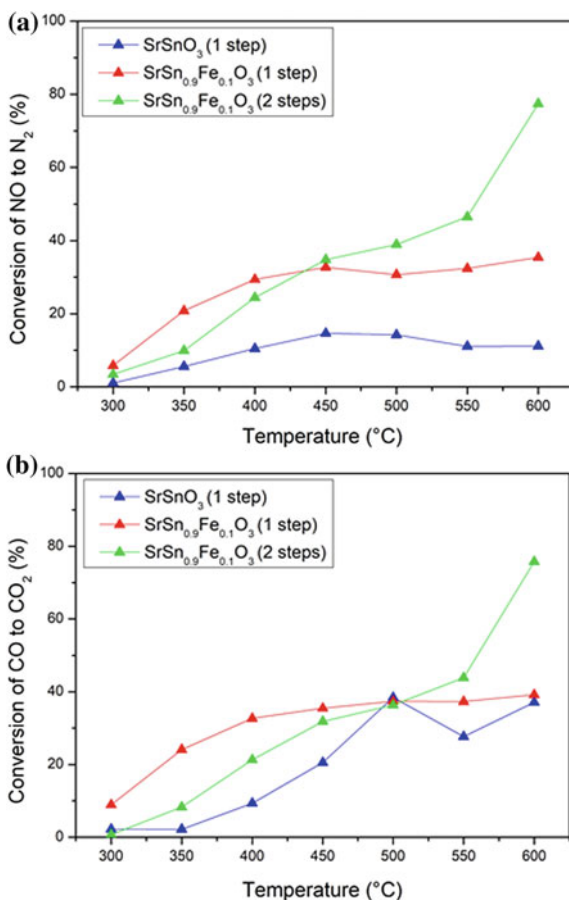 (a)
100
80
60
40
20
0
Conversion of NO to N₂ (%)
SrSnO₃ (1 step)
SrSn₀.₉Fe₀.₁O₃ (1 step)
SrSn₀.₉Fe₀.₁O₃ (2 steps)
300 350 400 450 500 550 600
Temperature (°C)
(b)
100
80
60
40
20
0
Conversion of CO to CO₂ (%)
SrSnO₃ (1 step)
SrSn₀.₉Fe₀.₁O₃ (1 step)
SrSn₀.₉Fe₀.₁O₃ (2 steps)
300 350 400 450 500 550 600
Temperature (°C)